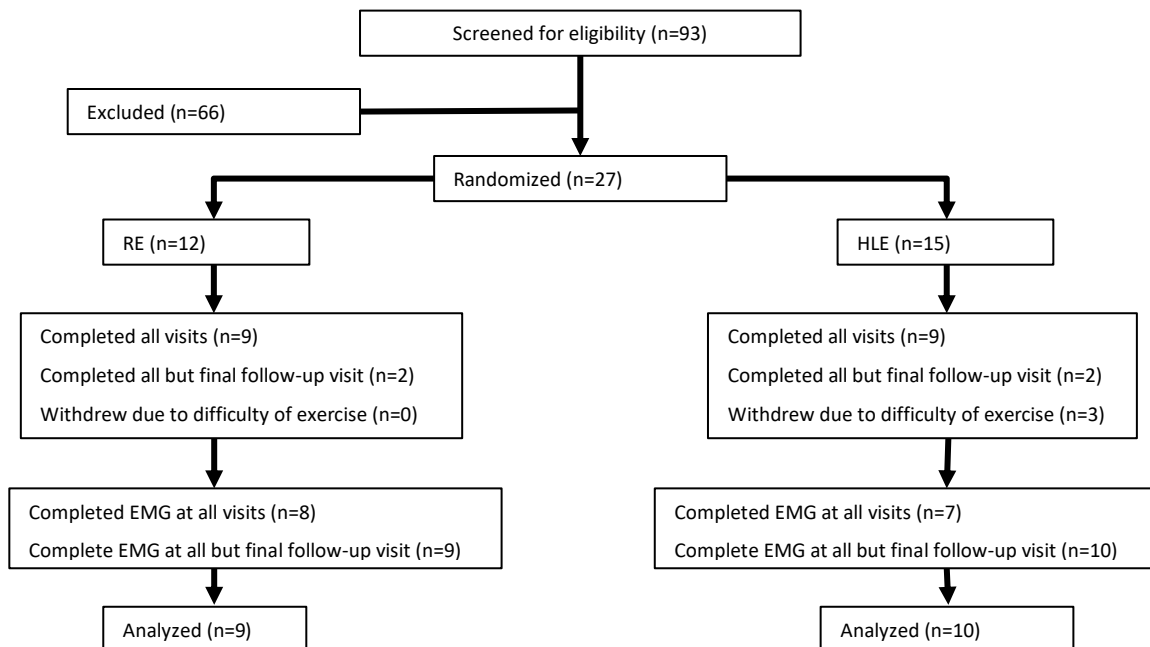 Screened for eligibility (n=93)
Excluded (n=66)
Randomized (n=27)
RE (n=12)
HLE (n=15)
Completed all visits (n=9)
Completed all but final follow-up visit (n=2)
Withdrew due to difficulty of exercise (n=0)
Completed all visits (n=9)
Completed all but final follow-up visit (n=2)
Withdrew due to difficulty of exercise (n=3)
Completed EMG at all visits (n=8)
Complete EMG at all but final follow-up visit (n=9)
Completed EMG at all visits (n=7)
Complete EMG at all but final follow-up visit (n=10)
Analyzed (n=9)
Analyzed (n=10)